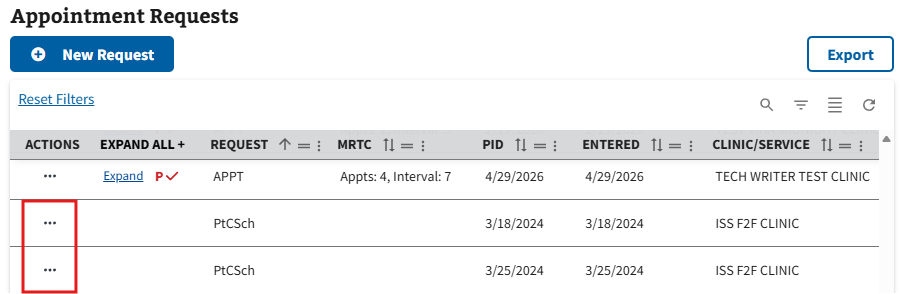 Appointment Requests
New Request
Export
Reset Filters
ACTIONS EXPAND ALL + REQUEST MRTC PID ENTERED CLINIC/SERVICE
... Expand P APPT Appts: 4, Interval: 7 4/29/2026 4/29/2026 TECH WRITER TEST CLINIC
... PtCSch 3/18/2024 3/18/2024 ISS F2F CLINIC
... PtCSch 3/25/2024 3/25/2024 ISS F2F CLINIC